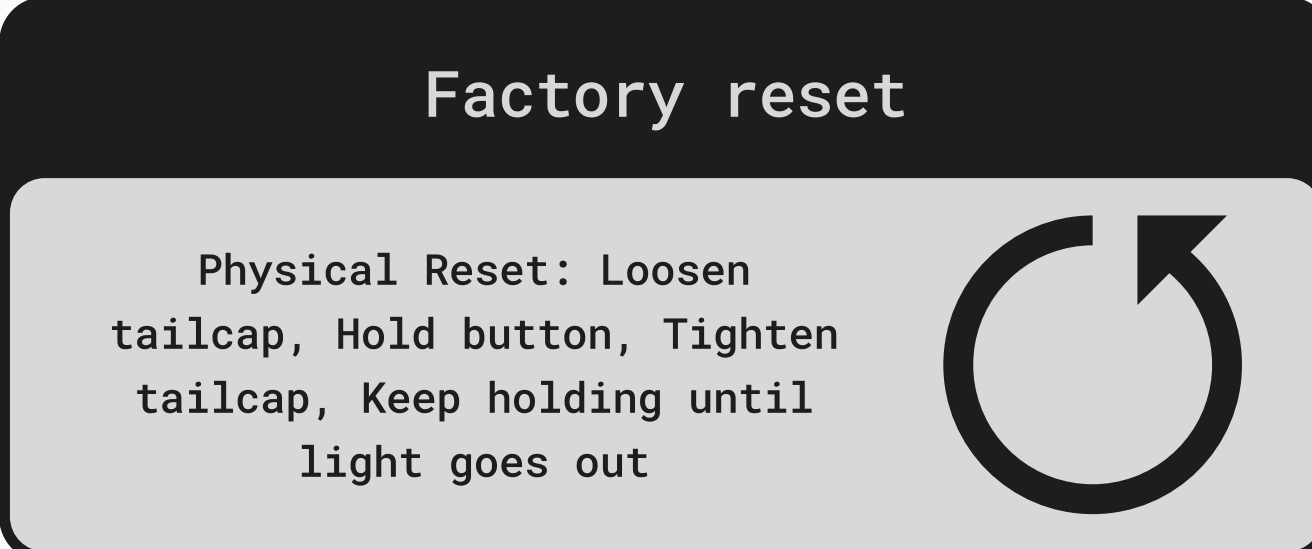 Factory reset
Physical Reset: Loosen
tailcap, Hold button, Tighten
tailcap, Keep holding until
light goes out